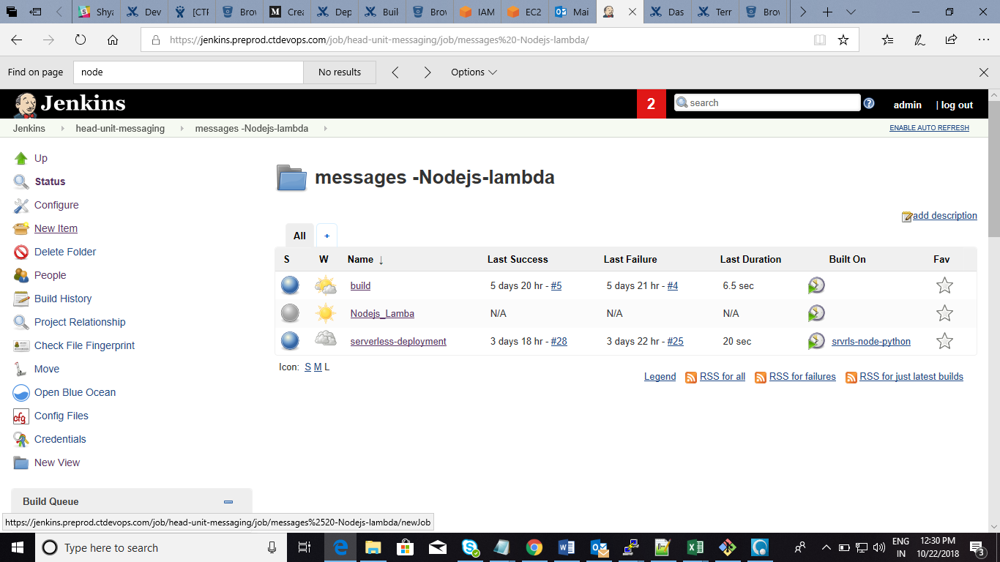 Shya Dev [CTF Brov M Crea Dep Buil Brov IAM EC2 Mai Das Terr Brov
https://jenkins.preprod.ctdevops.com/job/head-unit-messaging/job/messages%20-Nodejs-lambda/
Find on page node No results Options
Jenkins 2 search admin | log out
Jenkins head-unit-messaging messages -Nodejs-lambda ENABLE AUTO REFRESH
Up
Status
Configure
New Item
Delete Folder
People
Build History
Project Relationship
Check File Fingerprint
Move
Open Blue Ocean
cfg Config Files
Credentials
New View
Build Queue
messages -Nodejs-lambda
add description
All +
S W Name ↓ Last Success Last Failure Last Duration Built On Fav
build 5 days 20 hr - #5 5 days 21 hr - #4 6.5 sec
Nodejs_Lamba N/A N/A N/A
serverless-deployment 3 days 18 hr - #28 3 days 22 hr - #25 20 sec srvrls-node-python
Icon: S M L
Legend RSS for all RSS for failures RSS for just latest builds
https://jenkins.preprod.ctdevops.com/job/head-unit-messaging/job/messages%2520-Nodejs-lambda/newJob
Type here to search
ENG 12:30 PM
IN 10/22/2018 3